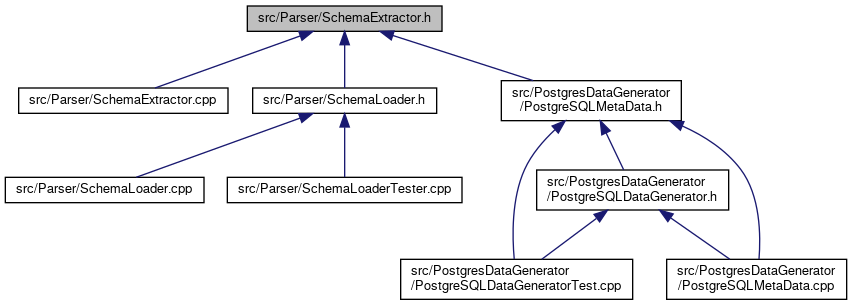 src/Parser/SchemaExtractor.h
src/Parser/SchemaExtractor.cpp
src/Parser/SchemaLoader.h
src/PostgresDataGenerator
/PostgreSQLMetaData.h
src/Parser/SchemaLoader.cpp
src/Parser/SchemaLoaderTester.cpp
src/PostgresDataGenerator
/PostgreSQLDataGenerator.h
src/PostgresDataGenerator
/PostgreSQLDataGeneratorTest.cpp
src/PostgresDataGenerator
/PostgreSQLMetaData.cpp